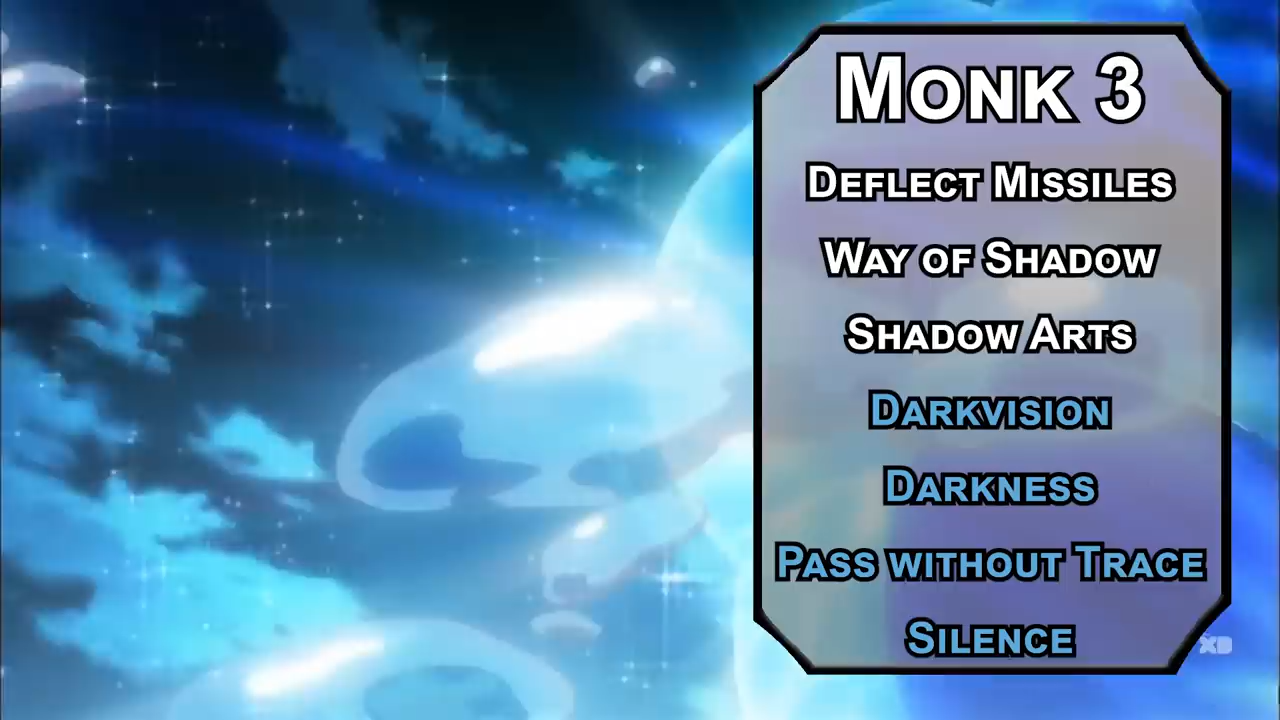 Monk 3
Deflect Missiles
Way of Shadow
Shadow Arts
Darkvision
Darkness
Pass without Trace
Silence
XD